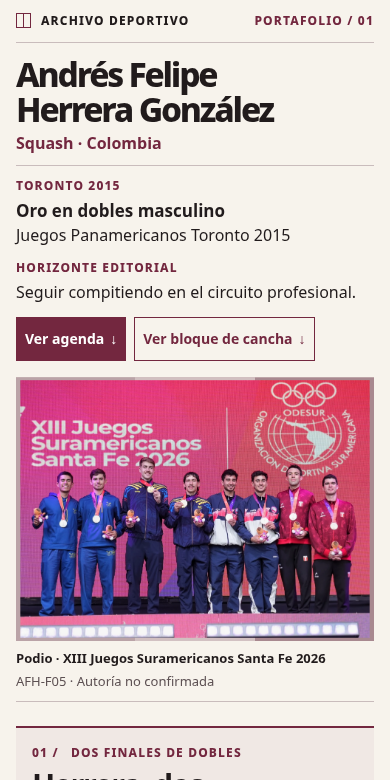 ARCHIVO DEPORTIVO
PORTAFOLIO / 01
Andrés Felipe
Herrera González
Squash · Colombia
TORONTO 2015
Oro en dobles masculino
Juegos Panamericanos Toronto 2015
HORIZONTE EDITORIAL
Seguir compitiendo en el circuito profesional.
Ver agenda ↓
Ver bloque de cancha ↓
XIII Juegos
Suramericanos
Santa Fe 2026
ODESUR
Podio · XIII Juegos Suramericanos Santa Fe 2026
AFH-F05 · Autoría no confirmada
01 / DOS FINALES DE DOBLES